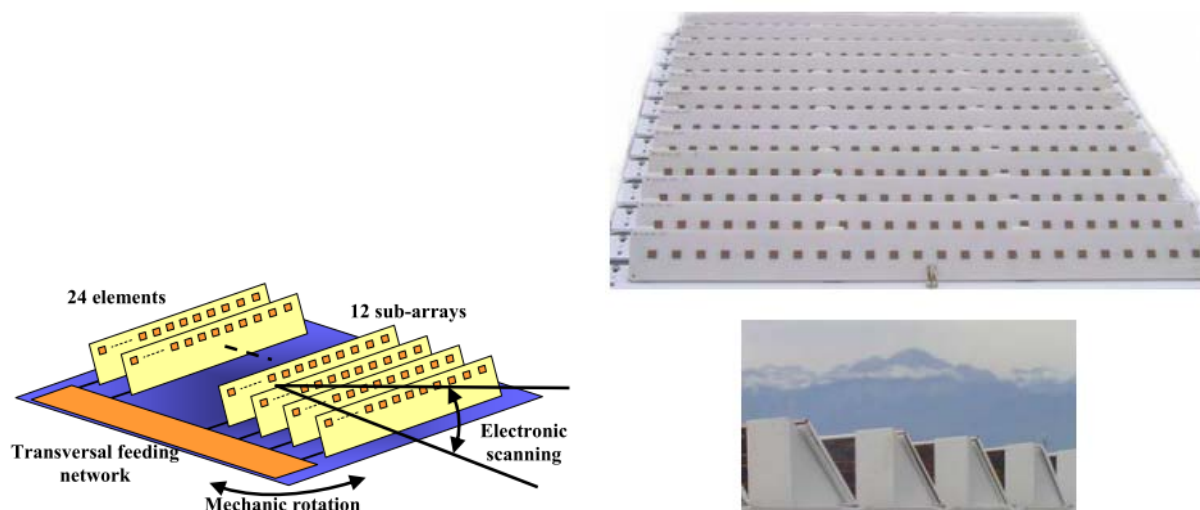 24 elements
12 sub-arrays
Transversal feeding
network
Electronic
scanning
Mechanic rotation